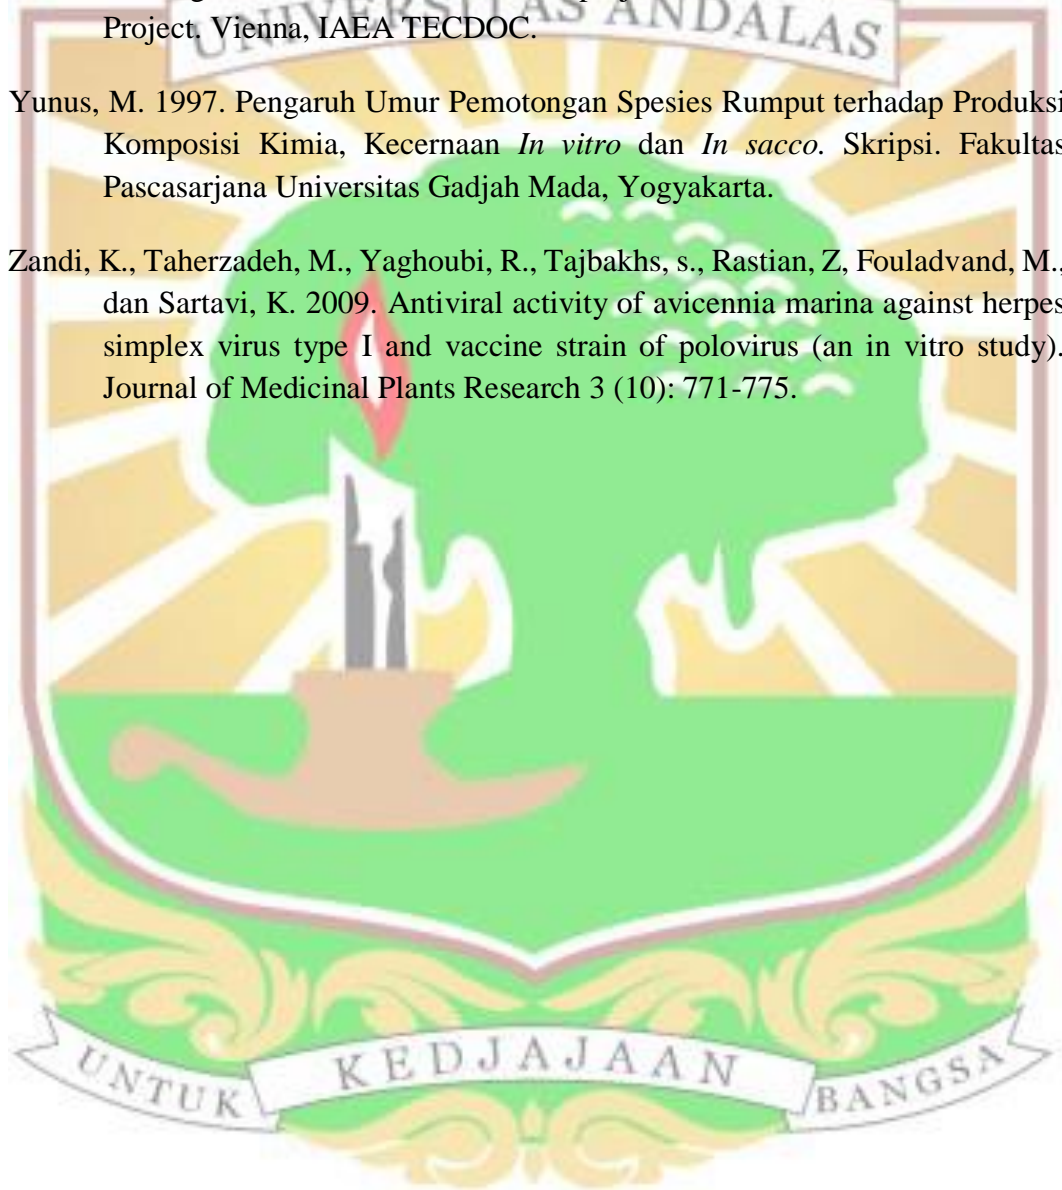 Project. Vienna, IAEA TECDOC.
UNIVERSITAS ANDALAS
Yunus, M. 1997. Pengaruh Umur Pemotongan Spesies Rumput terhadap Produksi
Komposisi Kimia, Kecernaan In vitro dan In sacco. Skripsi. Fakultas
Pascasarjana Universitas Gadjah Mada, Yogyakarta.
Zandi, K., Taherzadeh, M., Yaghoubi, R., Tajbakhs, s., Rastian, Z, Fouladvand, M.,
dan Sartavi, K. 2009. Antiviral activity of avicennia marina against herpes
simplex virus type I and vaccine strain of polovirus (an in vitro study).
Journal of Medicinal Plants Research 3 (10): 771-775.
UNTUK KEDJAJAAN BANGSA